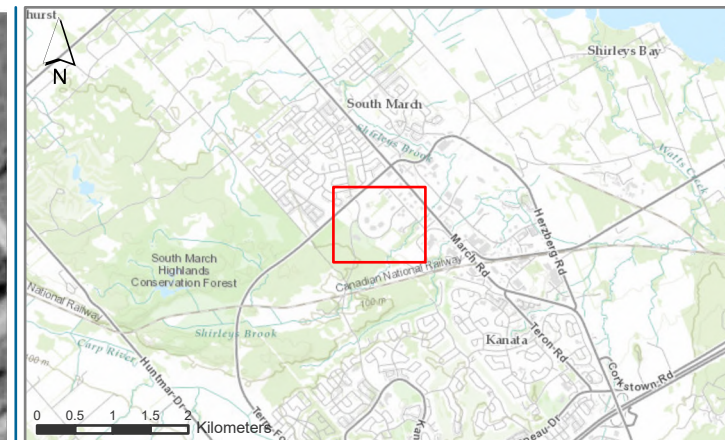 hurst
N
Shirleys Bay
South March
Shirleys Brook
Watts Creek
Herzberg Rd
March Rd
South March
Highlands
Conservation Forest
Canadian National Railway
National Railway
100 m
Shirleys Brook
Carp River
Kanata
Teron Rd
100 m
Huntmar Dr
Corkstown Rd
0 0.5 1 1.5 2
Kilometers